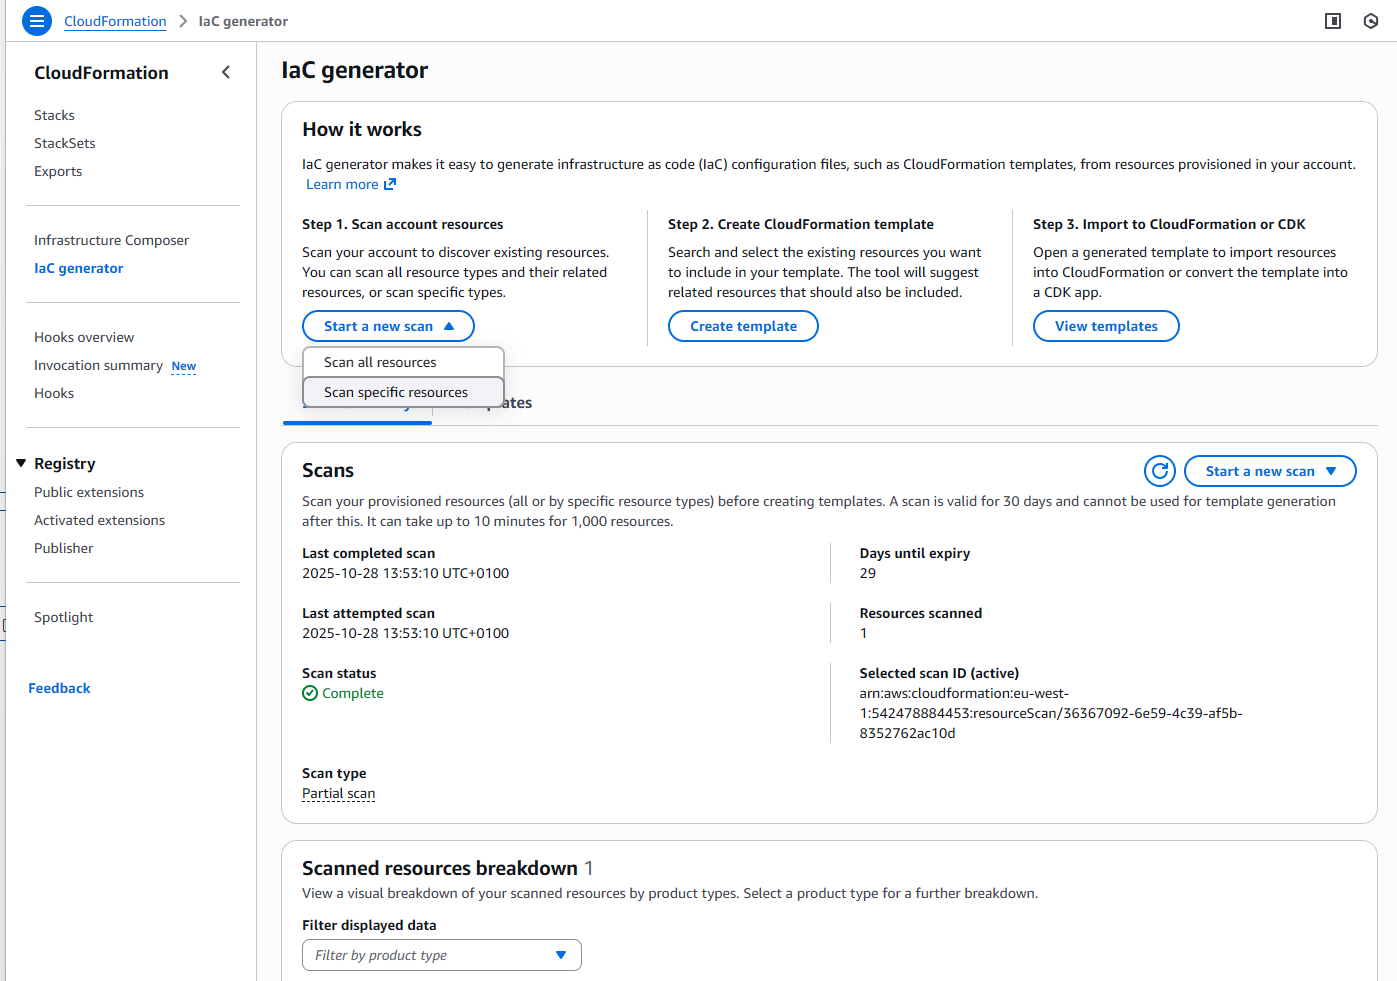 CloudFormation > IaC generator
CloudFormation
Stacks
StackSets
Exports
Infrastructure Composer
IaC generator
Hooks overview
Invocation summary New
Hooks
Registry
Public extensions
Activated extensions
Publisher
Spotlight
Feedback
IaC generator
How it works
IaC generator makes it easy to generate infrastructure as code (IaC) configuration files, such as CloudFormation templates, from resources provisioned in your account.
Learn more
Step 1. Scan account resources
Scan your account to discover existing resources.
You can scan all resource types and their related
resources, or scan specific types.
Start a new scan
Scan all resources
Scan specific resources
Step 2. Create CloudFormation template
Search and select the existing resources you want
to include in your template. The tool will suggest
related resources that should also be included.
Create template
Step 3. Import to CloudFormation or CDK
Open a generated template to import resources
into CloudFormation or convert the template into
a CDK app.
View templates
Scans
Start a new scan
Scan your provisioned resources (all or by specific resource types) before creating templates. A scan is valid for 30 days and cannot be used for template generation
after this. It can take up to 10 minutes for 1,000 resources.
Last completed scan
2025-10-28 13:53:10 UTC+0100
Days until expiry
29
Last attempted scan
2025-10-28 13:53:10 UTC+0100
Resources scanned
1
Scan status
Complete
Selected scan ID (active)
arn:aws:cloudformation:eu-west-
1:542478884453:resourceScan/36367092-6e59-4c39-af5b-
8352762ac10d
Scan type
Partial scan
Scanned resources breakdown 1
View a visual breakdown of your scanned resources by product types. Select a product type for a further breakdown.
Filter displayed data
Filter by product type